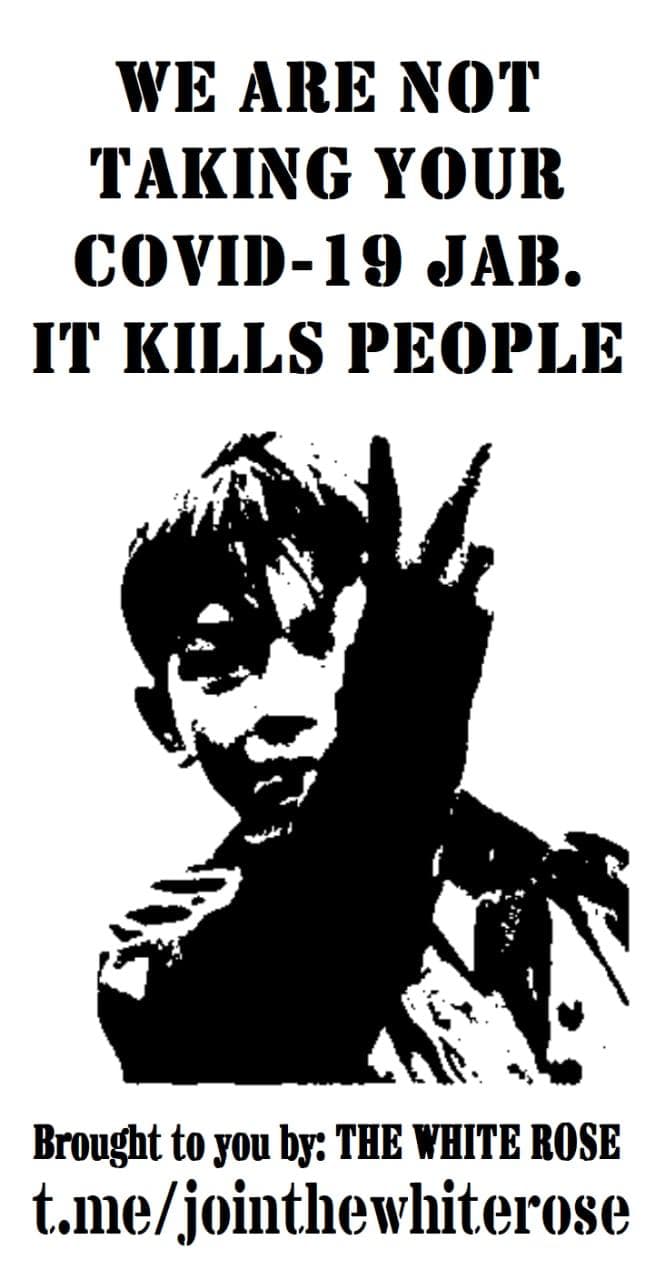 WE ARE NOT
TAKING YOUR
COVID-19 JAB.
IT KILLS PEOPLE
Brought to you by: THE WHITE ROSE
t.me/jointhewhiterose